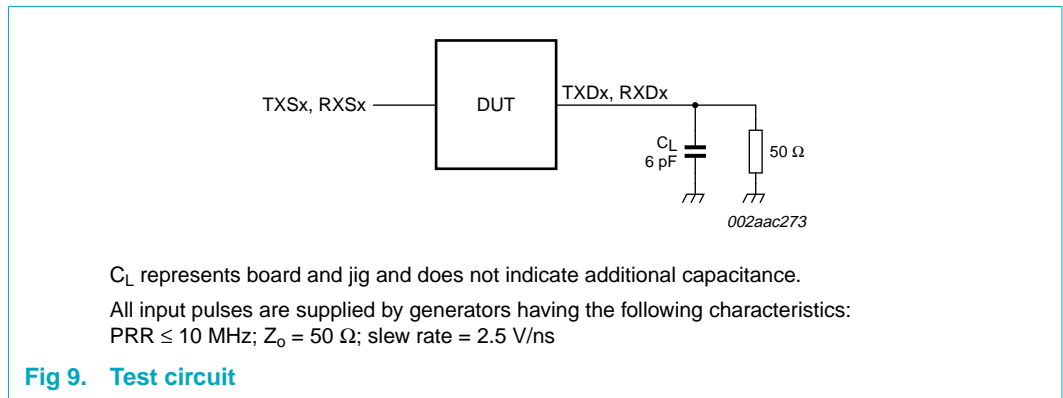 TXSx, RXSx
DUT
TXDx, RXDx
CL
6 pF
50 Ω
002aac273
CL represents board and jig and does not indicate additional capacitance.
All input pulses are supplied by generators having the following characteristics:
PRR ≤ 10 MHz; Zo = 50 Ω; slew rate = 2.5 V/ns
Fig 9. Test circuit